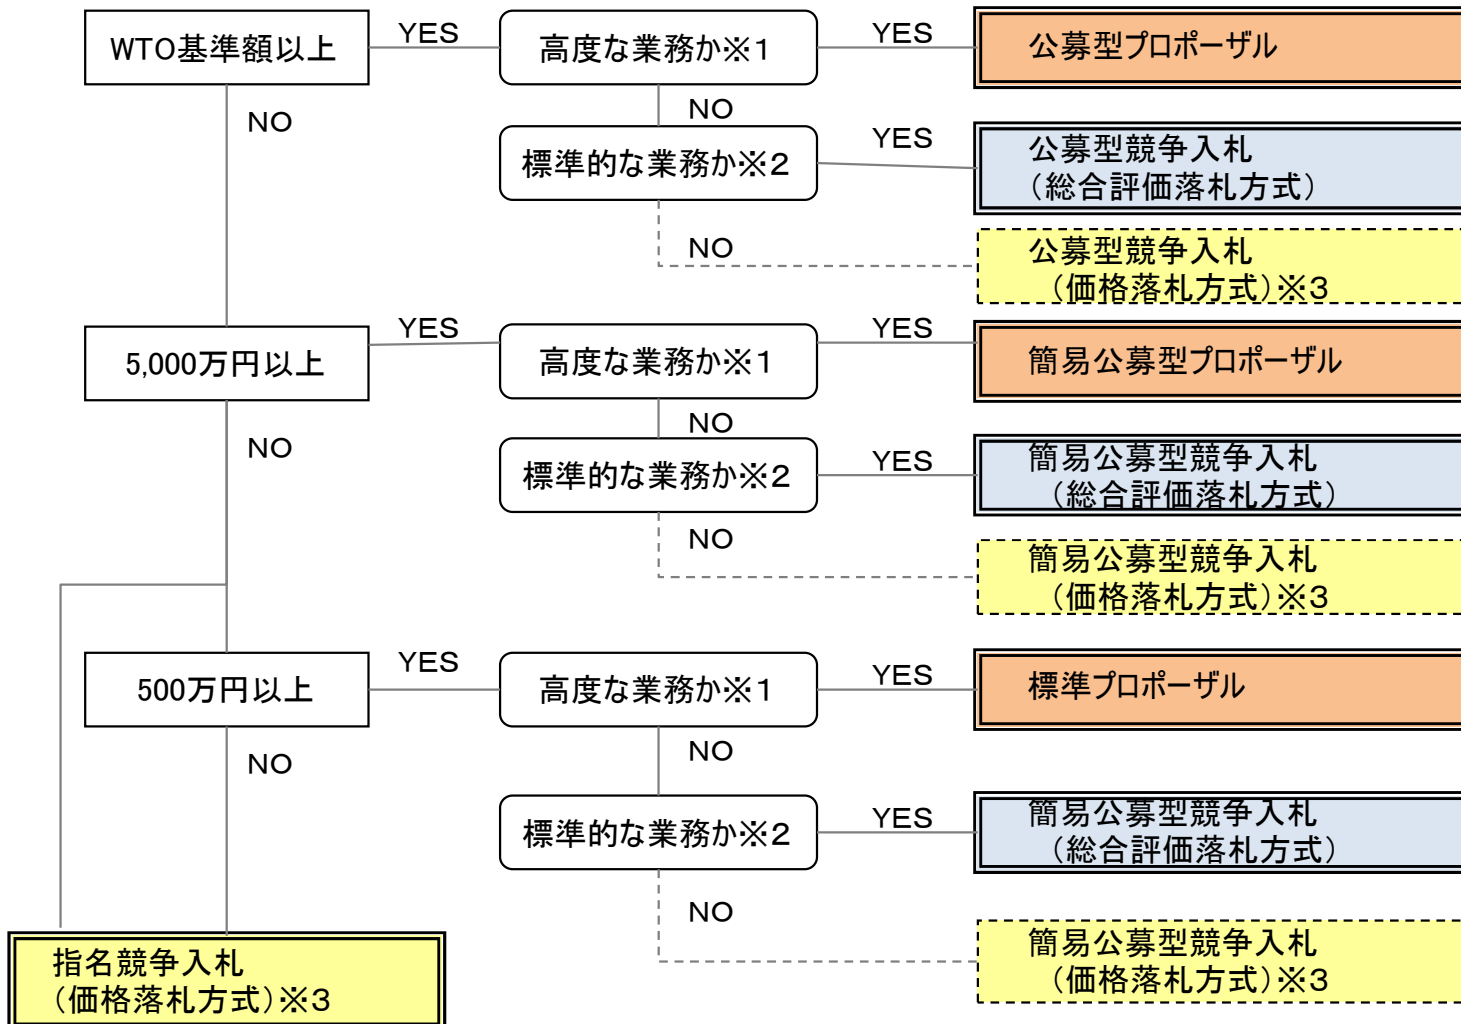 WTO基準額以上
YES
高度な業務か※1
YES
公募型プロポーザル
NO
NO
標準的な業務か※2
YES
公募型競争入札
（総合評価落札方式）
NO
公募型競争入札
（価格落札方式）※3
5,000万円以上
YES
高度な業務か※1
YES
簡易公募型プロポーザル
NO
NO
標準的な業務か※2
YES
簡易公募型競争入札
（総合評価落札方式）
NO
簡易公募型競争入札
（価格落札方式）※3
500万円以上
YES
高度な業務か※1
YES
標準プロポーザル
NO
NO
標準的な業務か※2
YES
簡易公募型競争入札
（総合評価落札方式）
NO
簡易公募型競争入札
（価格落札方式）※3
指名競争入札
（価格落札方式）※3